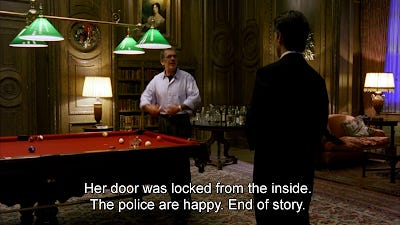 Her door was locked from the inside.
The police are happy. End of story.